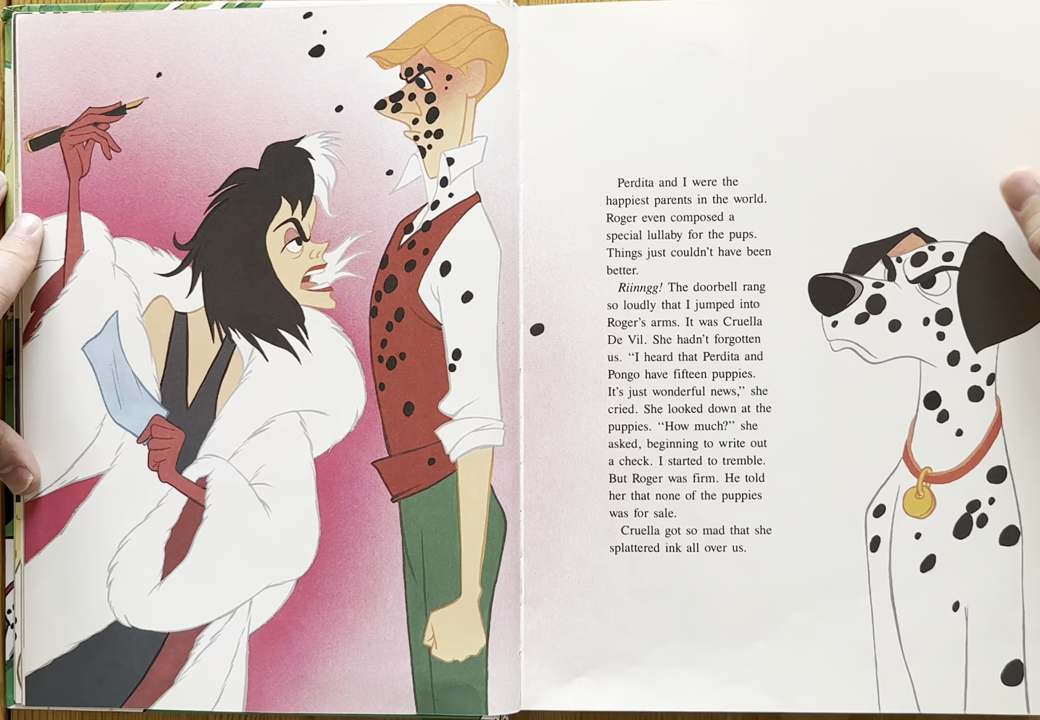 Perdita and I were the
happiest parents in the world.
Roger even composed a
special lullaby for the pups.
Things just couldn't have been
better.
Riinngg! The doorbell rang
so loudly that I jumped into
Roger's arms. It was Cruella
De Vil. She hadn't forgotten
us. "I heard that Perdita and
Pongo have fifteen puppies.
It's just wonderful news," she
cried. She looked down at the
puppies. "How much?" she
asked, beginning to write out
a check. I started to tremble.
But Roger was firm. He told
her that none of the puppies
was for sale.
Cruella got so mad that she
splattered ink all over us.